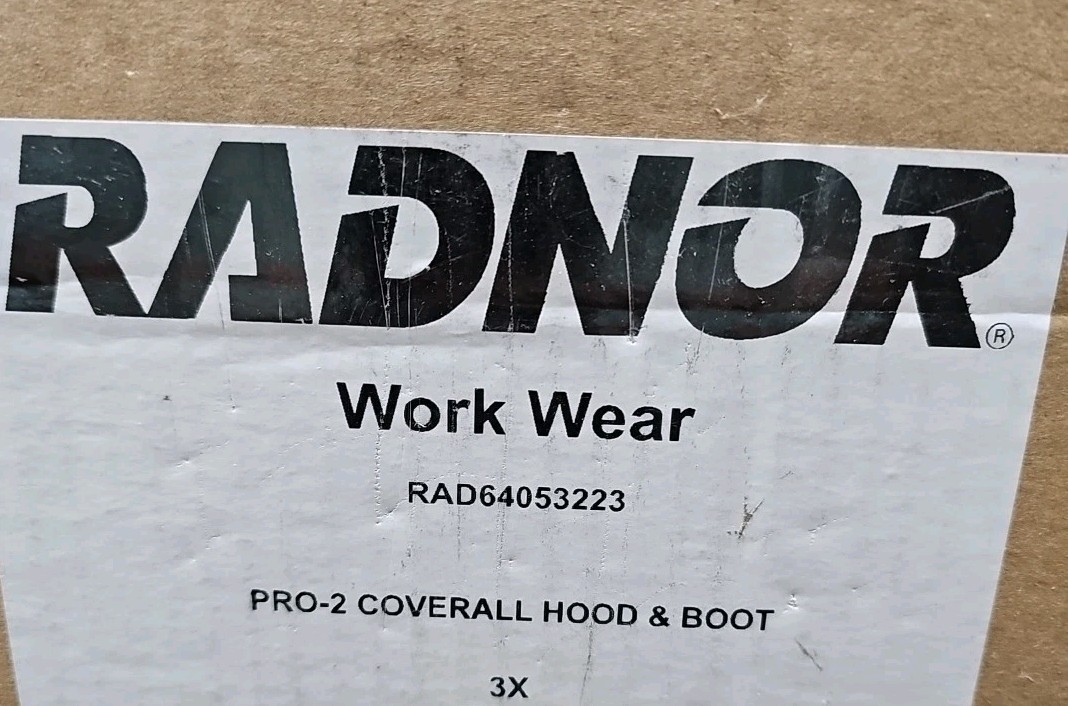 RADNOR®
Work Wear
RAD64053223
PRO-2 COVERALL HOOD & BOOT
3X